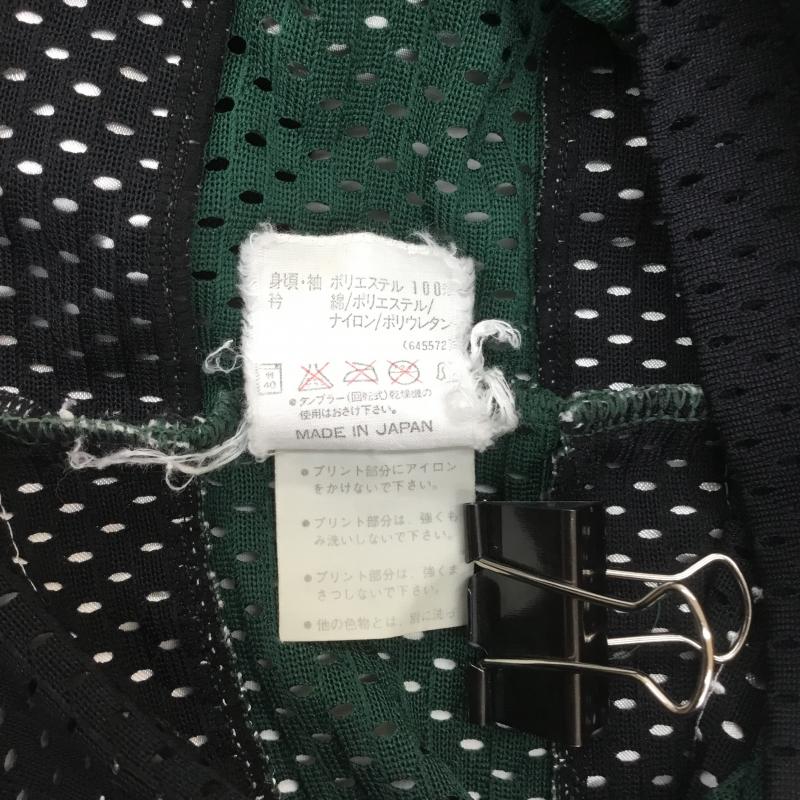 身頃・袖 ポリエステル 100%
衿 綿/ポリエステル/
ナイロン/ポリウレタン
(645572)
40
●タンブラー(回転式)乾燥機の
使用はおさけ下さい。
MADE IN JAPAN
●プリント部分にアイロン
をかけないで下さい。
●プリント部分は、強くも
み洗いしないで下さい。
●プリント部分は、強くま
さつしないで下さい。
●他の色物とは、別に洗っ